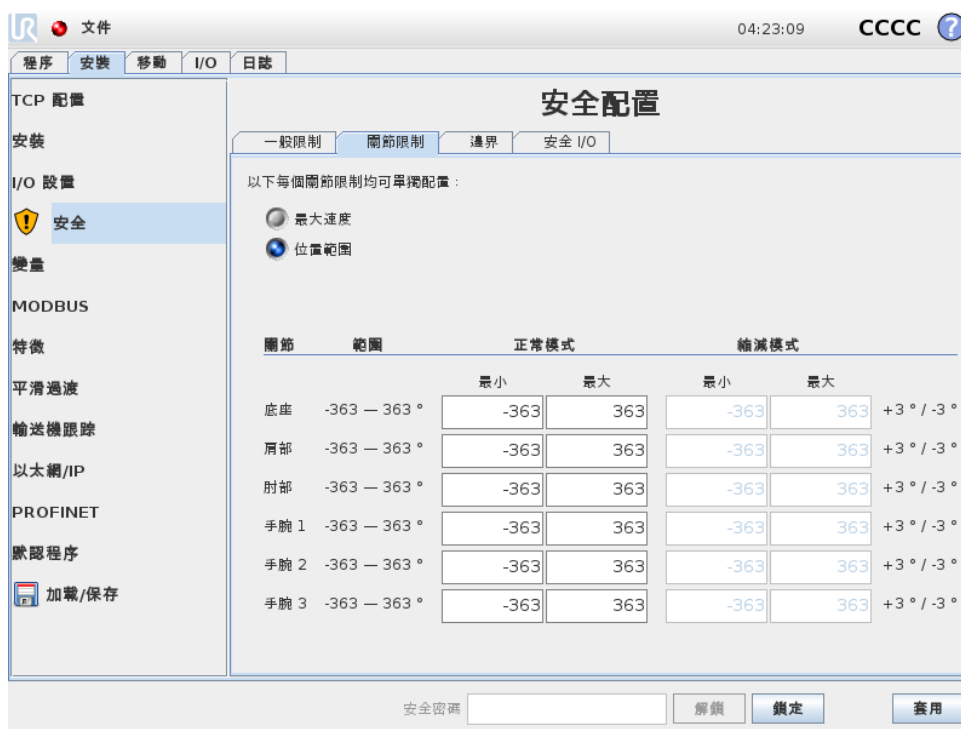 UR 文件 04:23:09 CCCC ?
程序 安裝 移動 I/O 日誌
TCP 配置
安裝
I/O 設置
安全
變量
MODBUS
特徵
平滑過渡
輸送機跟踪
以太網/IP
PROFINET
默認程序
加載/保存
安全配置
一般限制 關節限制 邊界 安全 I/O
以下每個關節限制均可單獨配置：
最大速度
位置範圍
關節 範圍 正常模式 縮減模式
最小 最大 最小 最大
底座 -363 — 363 ° -363 363 -363 363 +3 ° / -3 °
肩部 -363 — 363 ° -363 363 -363 363 +3 ° / -3 °
肘部 -363 — 363 ° -363 363 -363 363 +3 ° / -3 °
手腕 1 -363 — 363 ° -363 363 -363 363 +3 ° / -3 °
手腕 2 -363 — 363 ° -363 363 -363 363 +3 ° / -3 °
手腕 3 -363 — 363 ° -363 363 -363 363 +3 ° / -3 °
安全密碼 解鎖 鎖定 套用